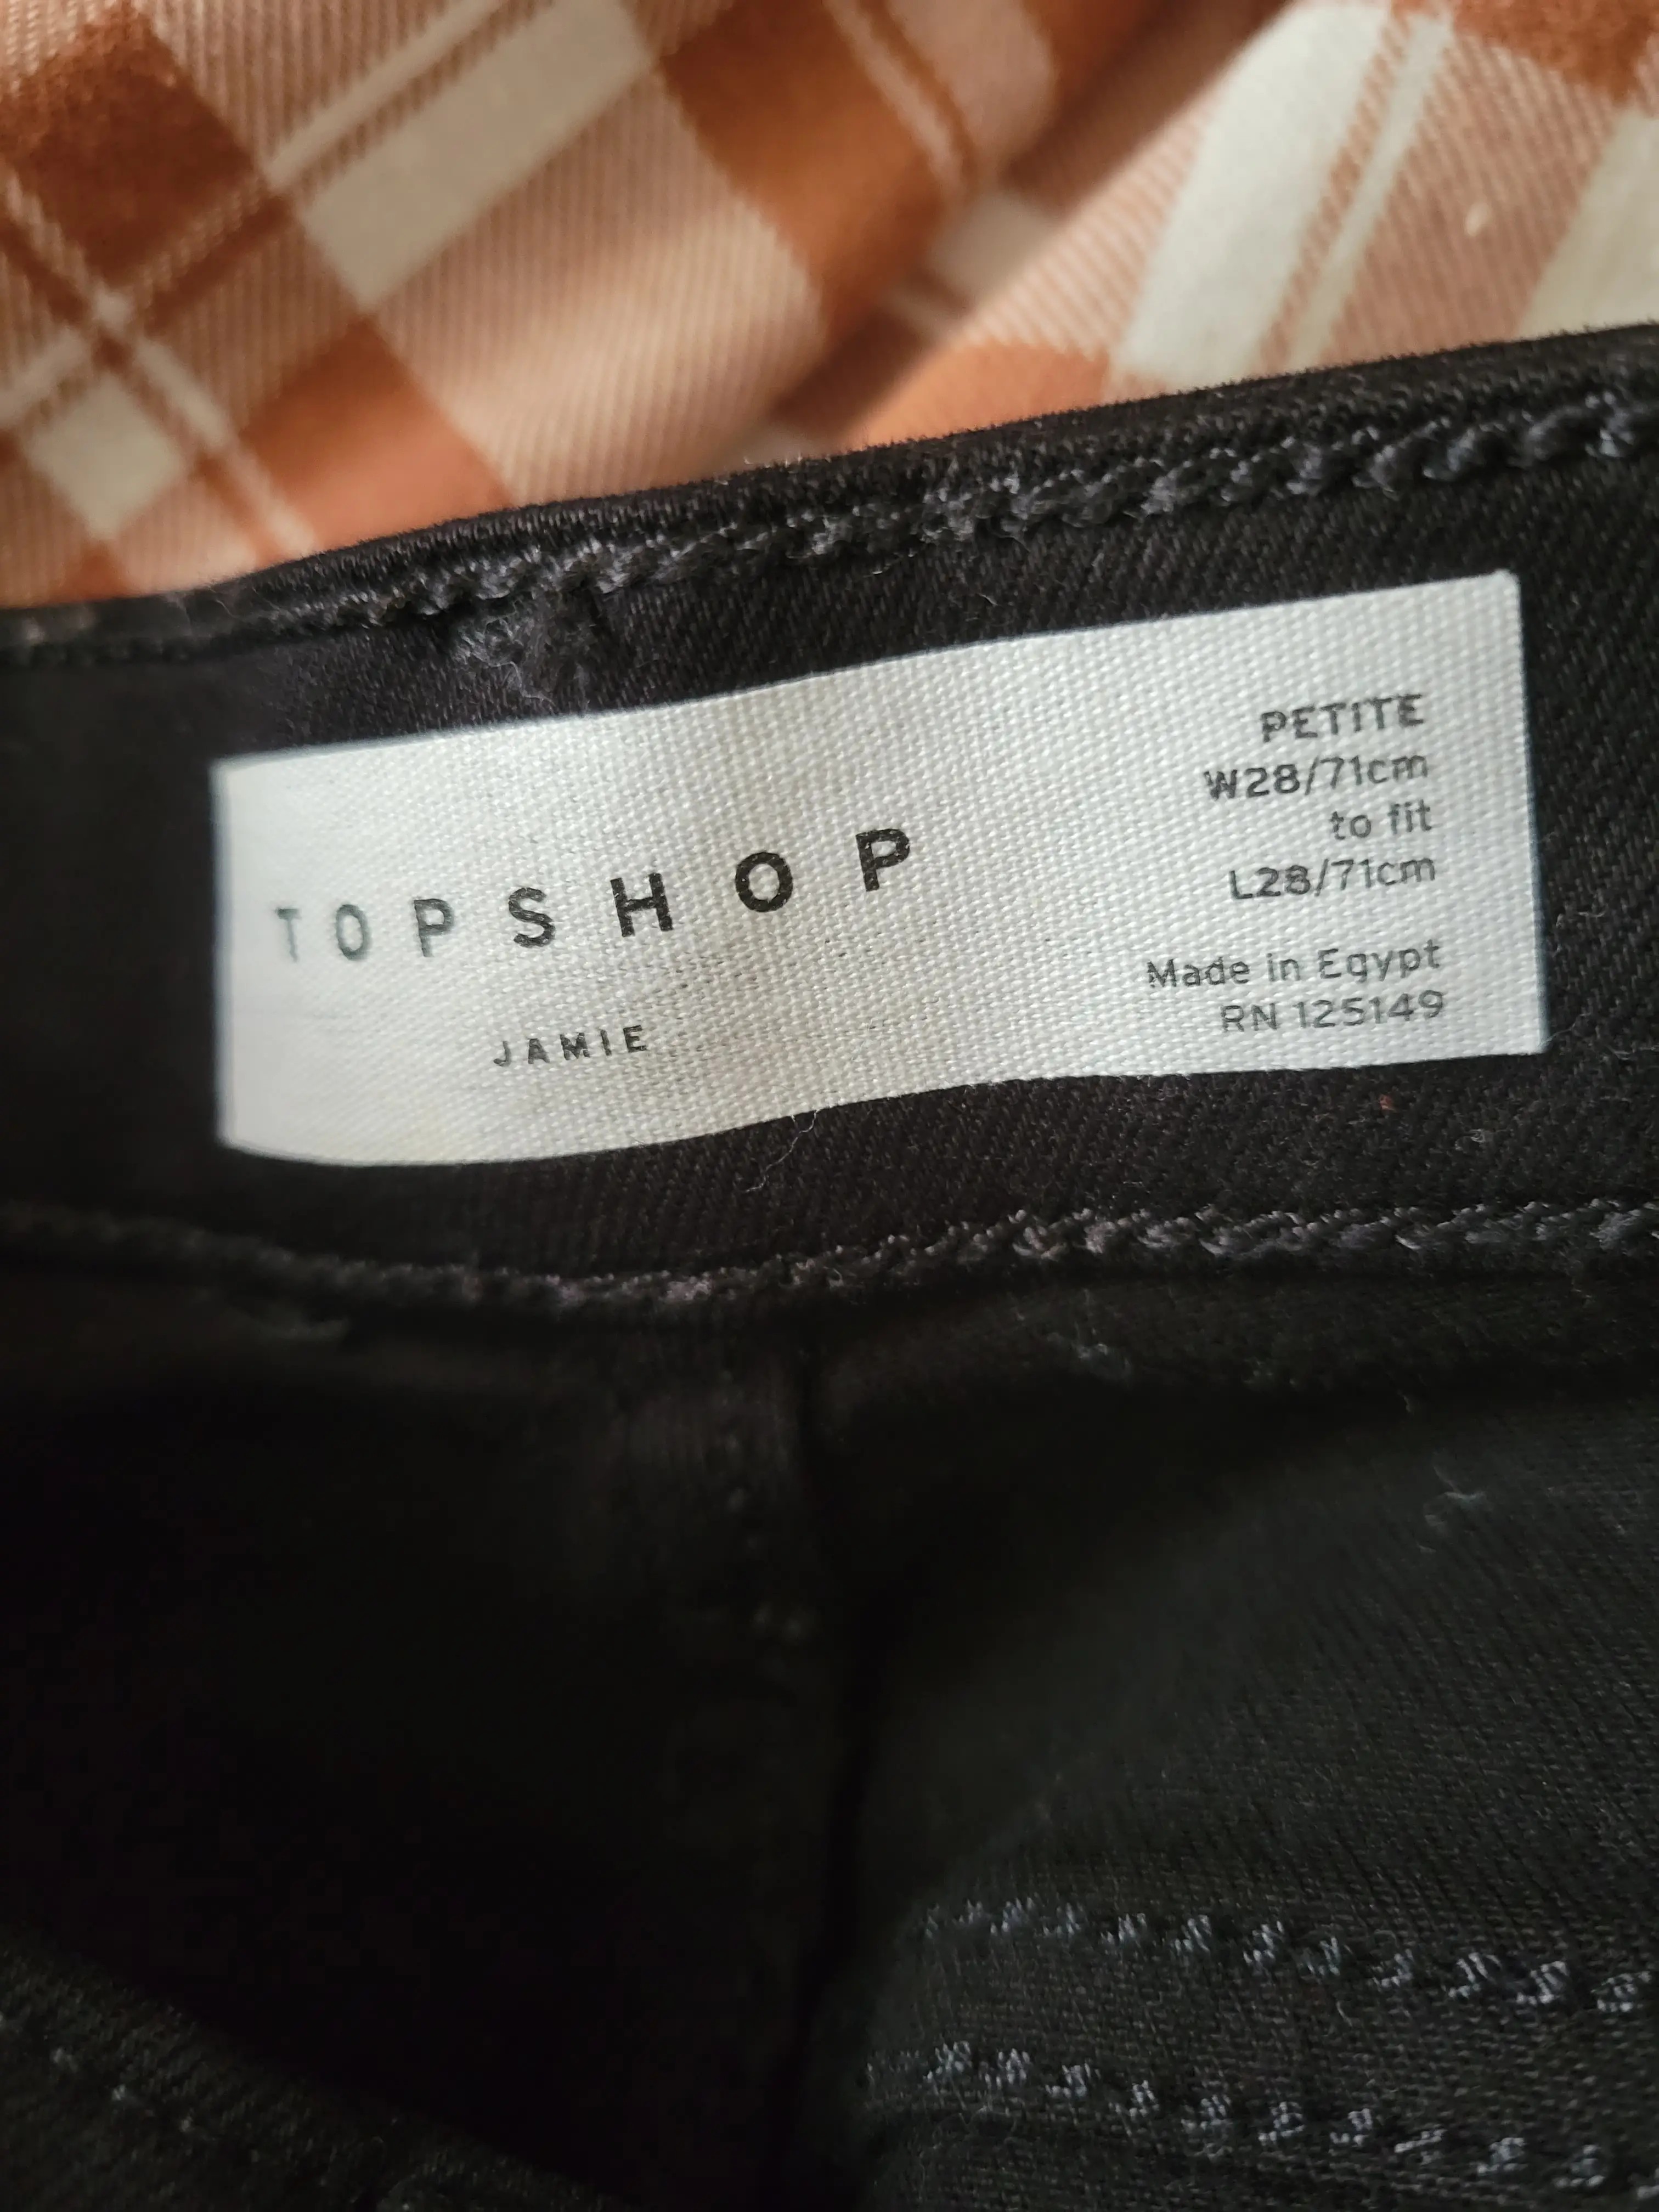 TOPSHOP
JAMIE
PETITE
W28/71cm
to fit
L28/71cm
Made in Egypt
RN 125149